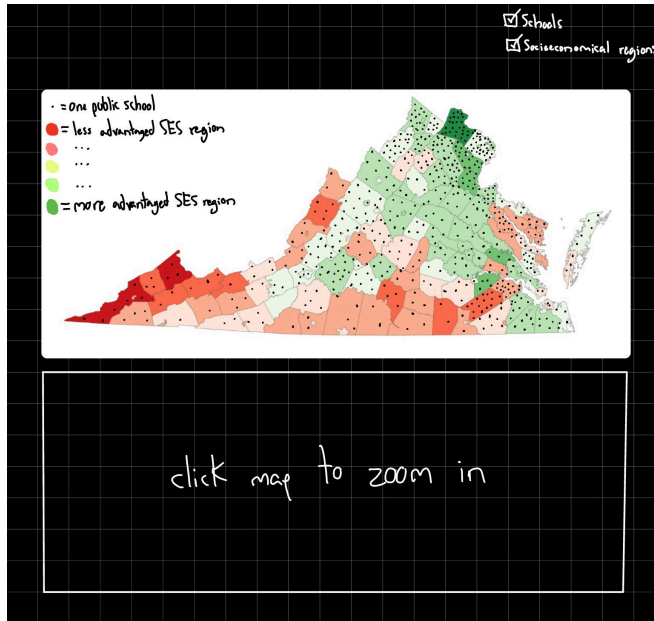 Schools
Socioeconomical regions
· = one public school
= less advantaged SES region
...
...
...
= more advantaged SES region
click map to zoom in